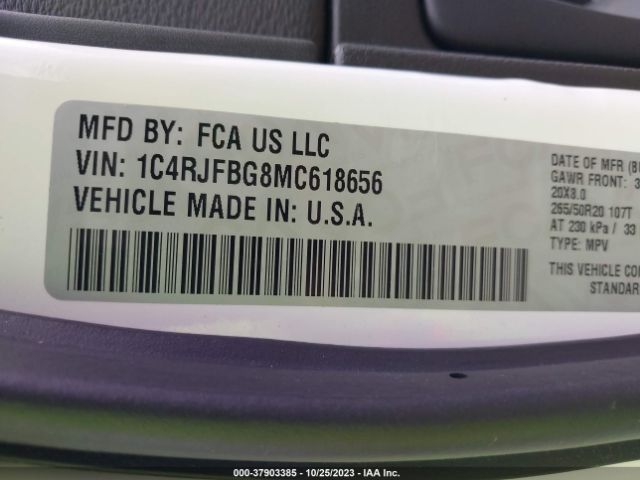 MFD BY: FCA US LLC
VIN: 1C4RJFBG8MC618656
VEHICLE MADE IN: U.S.A.
DATE OF MFR
GAWR FRONT:
20X8.0
265/50R20 107T
AT 230 kPa / 33
TYPE: MPV
THIS VEHICLE
STANDAR
000-37903385 - 10/25/2023 - IAA Inc.